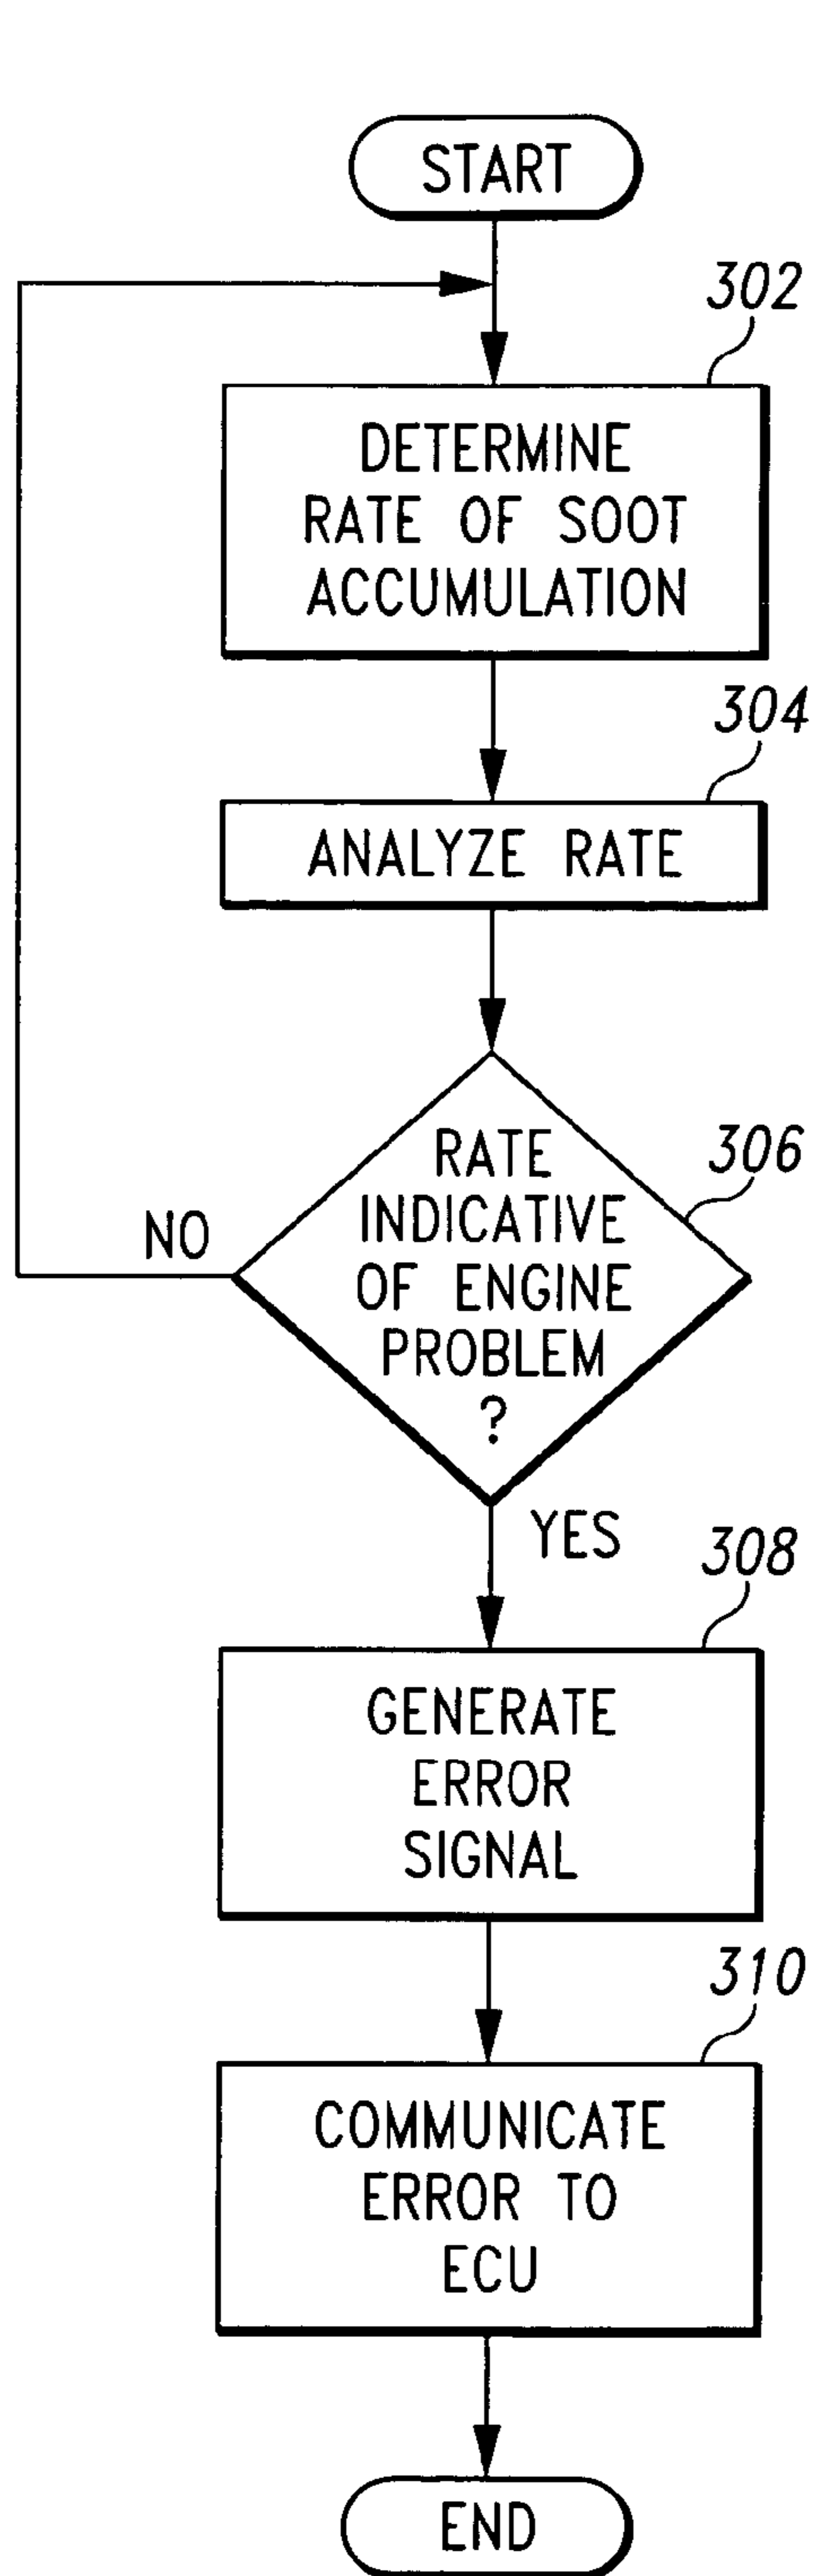 START
302
DETERMINE
RATE OF SOOT
ACCUMULATION
304
ANALYZE RATE
306
RATE
INDICATIVE
OF ENGINE
PROBLEM
?
NO
YES
308
GENERATE
ERROR
SIGNAL
310
COMMUNICATE
ERROR TO
ECU
END